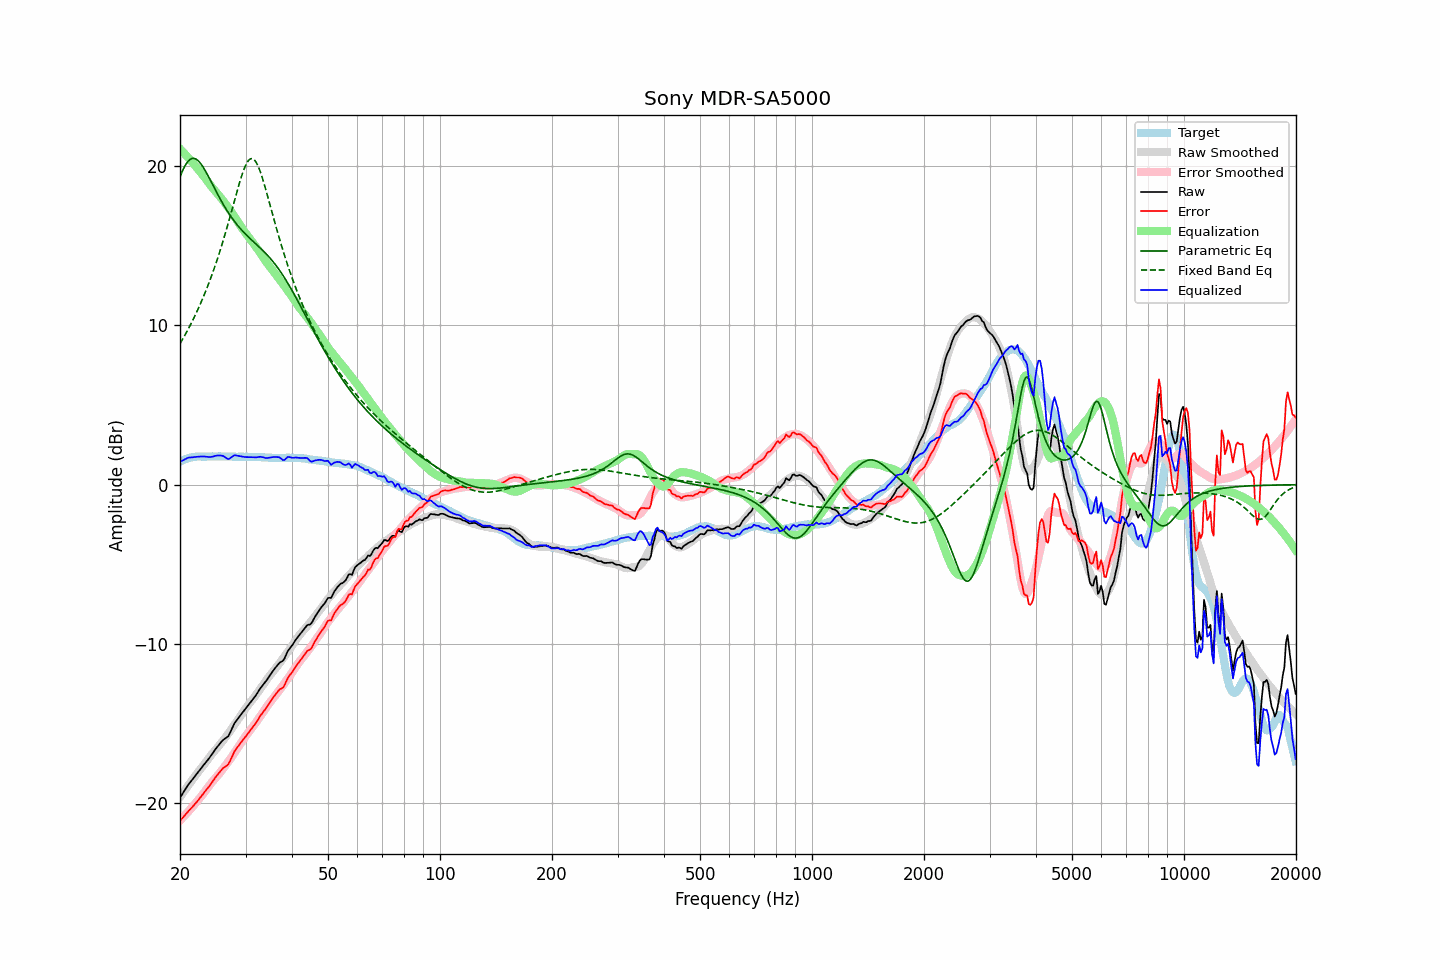 Sony MDR-SA5000
Target
Raw Smoothed
Error Smoothed
Raw
Error
Equalization
Parametric Eq
Fixed Band Eq
Equalized
20
10
0
−10
−20
Amplitude (dBr)
20 50 100 200 500 1000 2000 5000 10000 20000
Frequency (Hz)